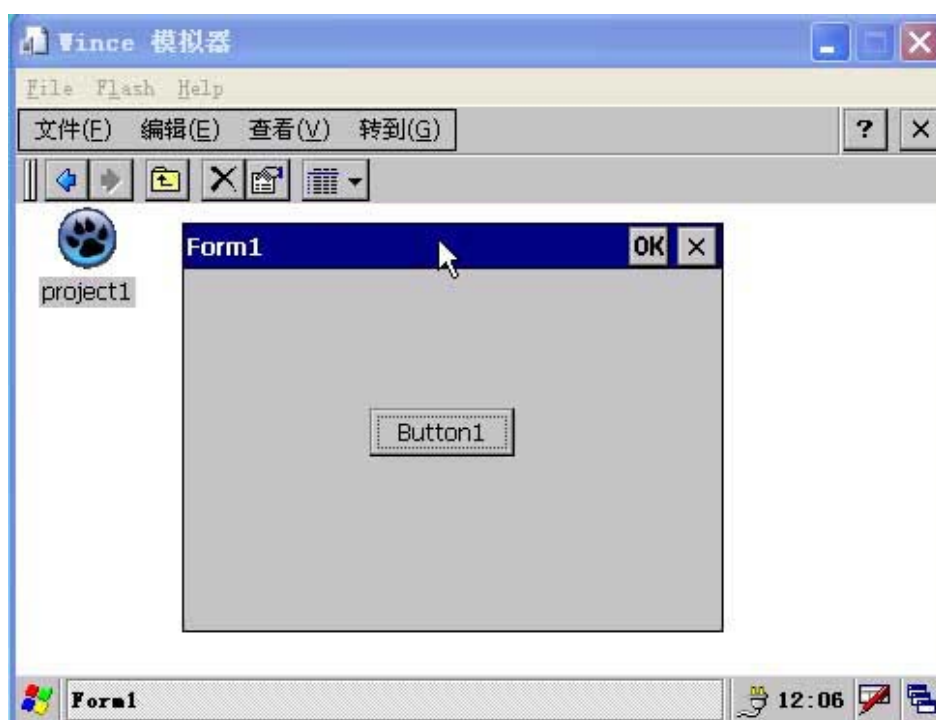 Wince 模拟器
File Flash Help
文件(F) 编辑(E) 查看(V) 转到(G) ? ×
Form1 OK ×
project1
Button1
Form1 12:06